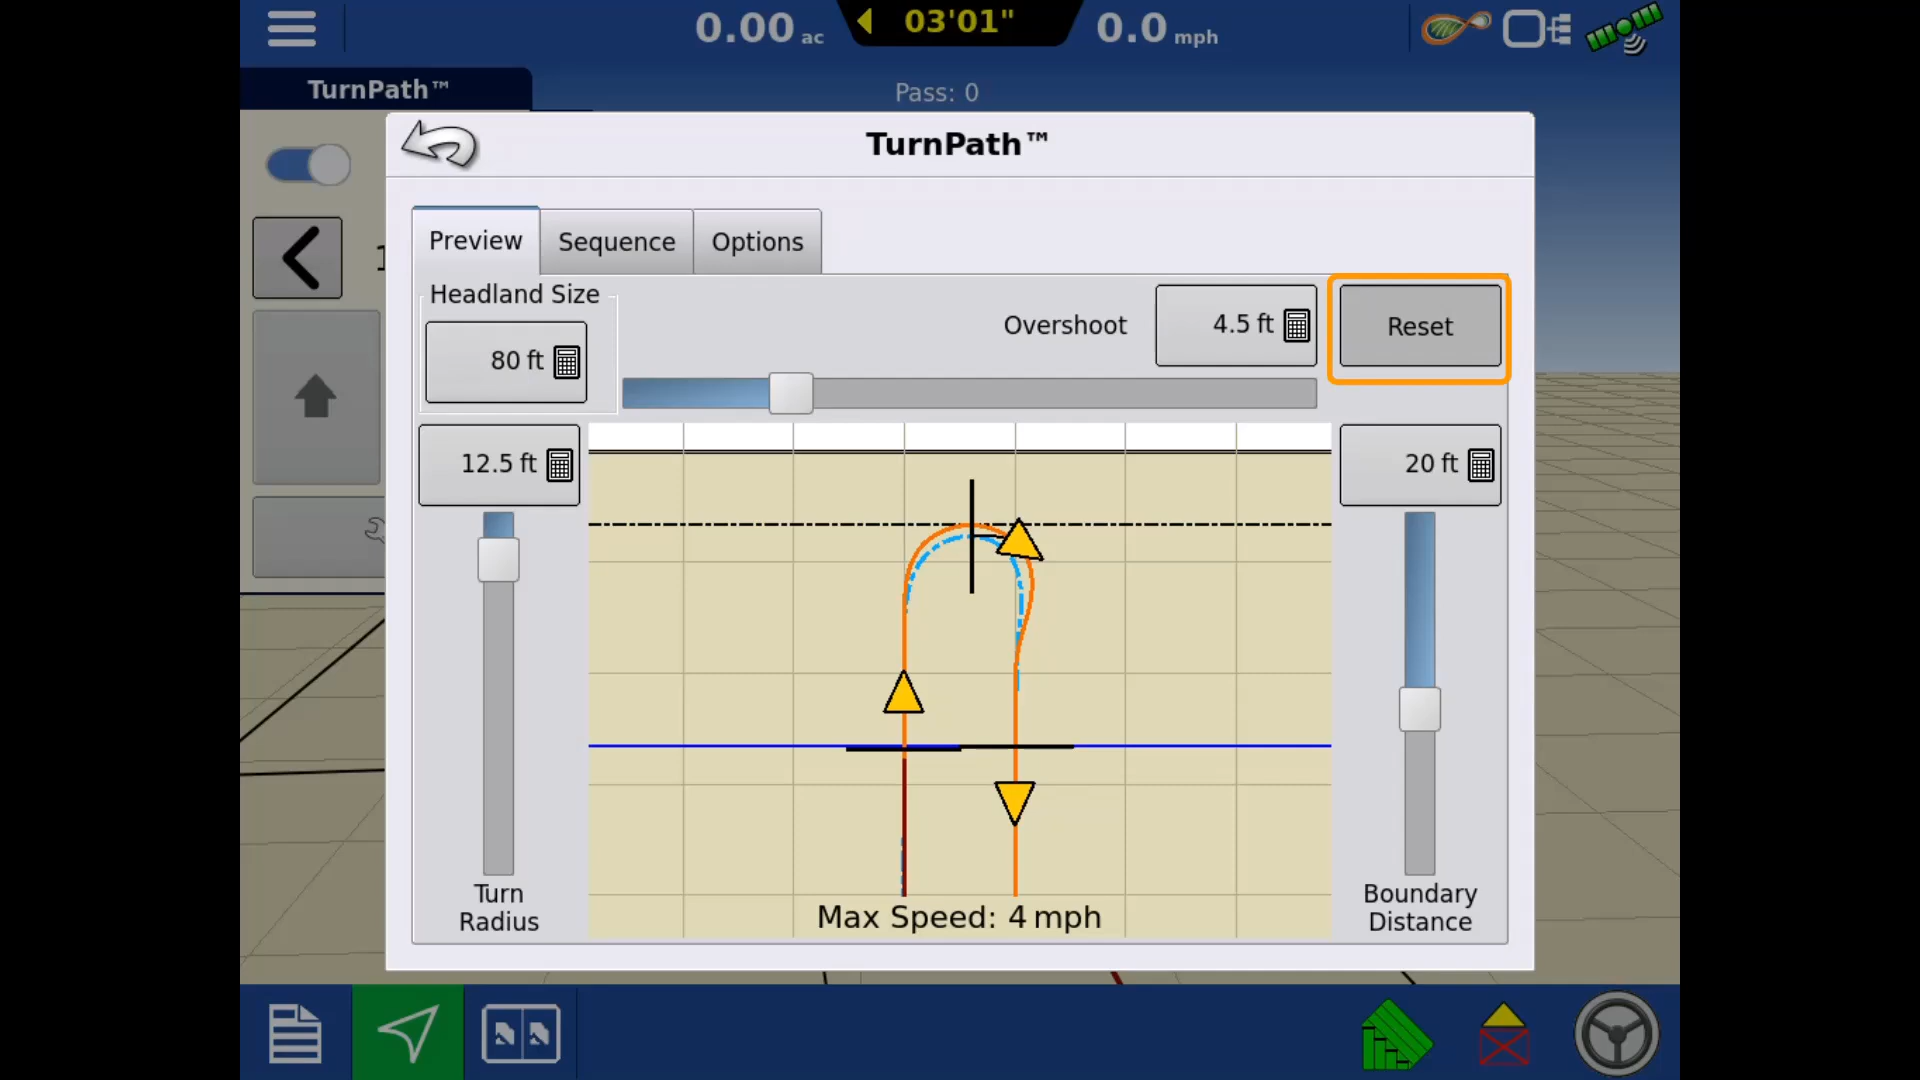 0.00 ac
03'01"
0.0 mph
TurnPath™
Pass: 0
TurnPath™
Preview
Sequence
Options
Headland Size
80 ft
Overshoot
4.5 ft
Reset
12.5 ft
20 ft
Turn
Radius
Max Speed: 4 mph
Boundary
Distance